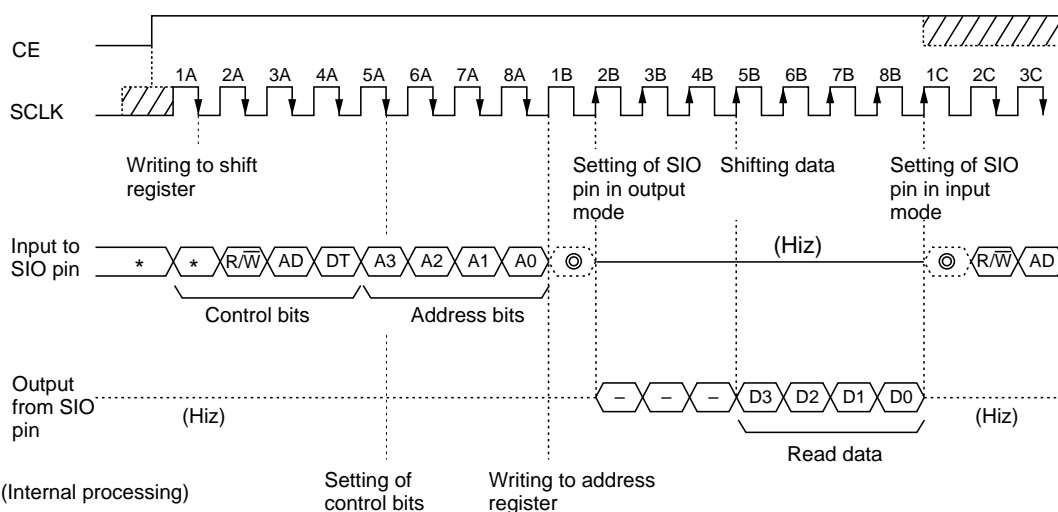 CE
1A 2A 3A 4A 5A 6A 7A 8A 1B 2B 3B 4B 5B 6B 7B 8B 1C 2C 3C
SCLK
Writing to shift
register
Setting of SIO
pin in output
mode
Shifting data
Setting of SIO
pin in input
mode
Input to
SIO pin
* * R/W̅ AD DT A3 A2 A1 A0 ◎ (Hiz) ◎ R/W̅ AD
Control bits Address bits
Output
from SIO
pin
(Hiz) – – – D3 D2 D1 D0 (Hiz)
Read data
(Internal processing)
Setting of
control bits
Writing to address
register